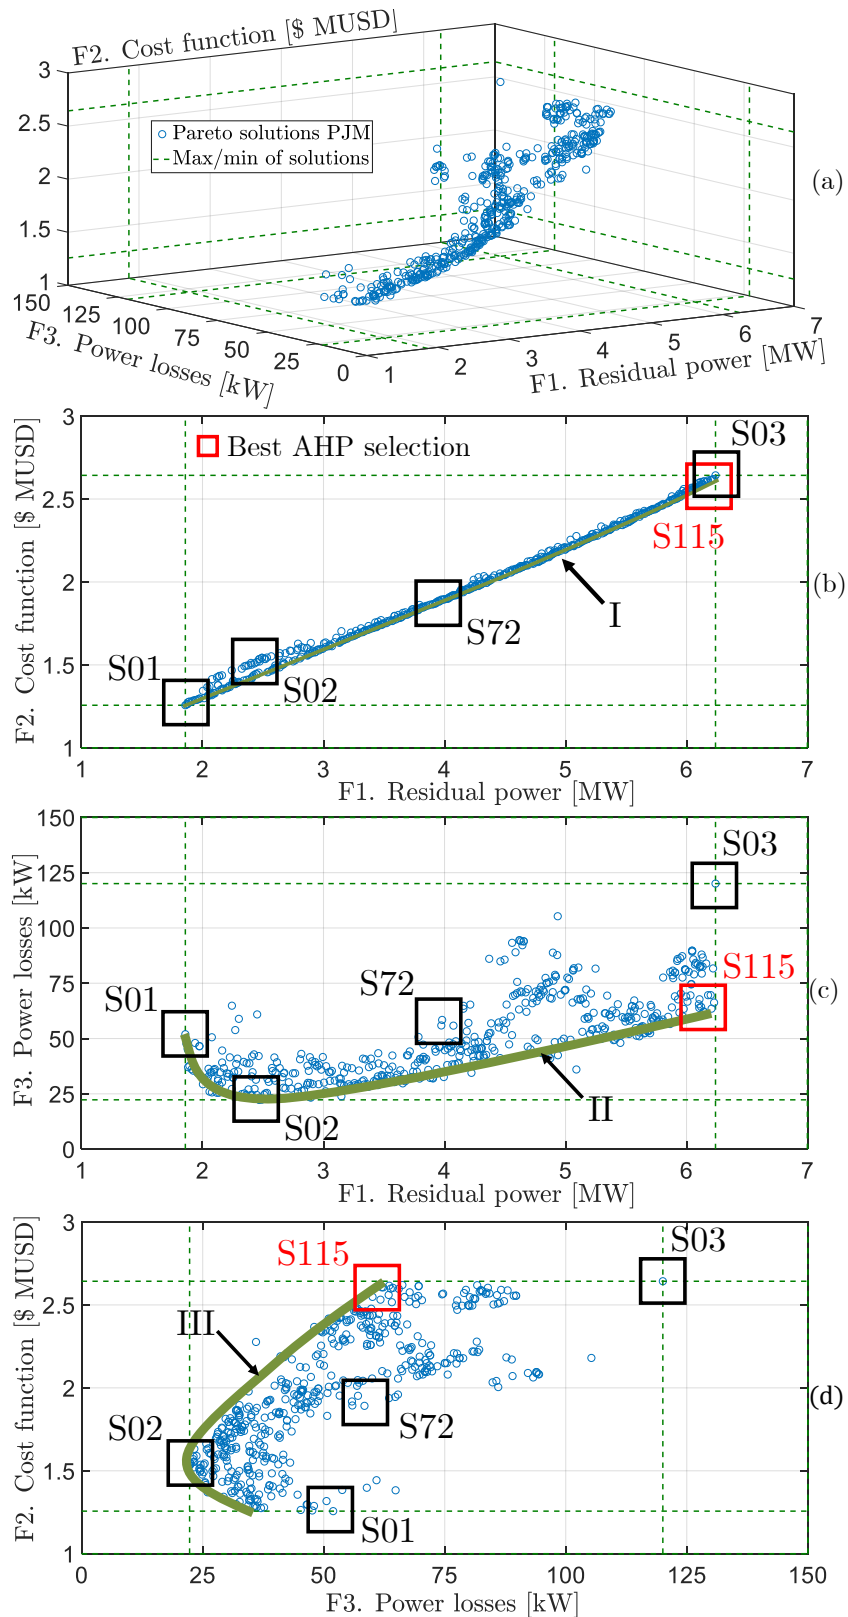 F2. Cost function [$ MUSD]
3
2.5
2
1.5
1
Pareto solutions PJM
Max/min of solutions
(a)
150
125
100
75
50
25
0
F3. Power losses [kW]
1
2
3
4
5
6
7
F1. Residual power [MW]
F2. Cost function [$ MUSD]
3
2.5
2
1.5
1
Best AHP selection
S03
S115
S72
S02
S01
I
(b)
1
2
3
4
5
6
7
F1. Residual power [MW]
F3. Power losses [kW]
150
125
100
75
50
25
0
S03
S115
S72
S01
S02
II
(c)
1
2
3
4
5
6
7
F1. Residual power [MW]
F2. Cost function [$ MUSD]
3
2.5
2
1.5
1
S115
S03
III
S02
S72
S01
(d)
0
25
50
75
100
125
150
F3. Power losses [kW]